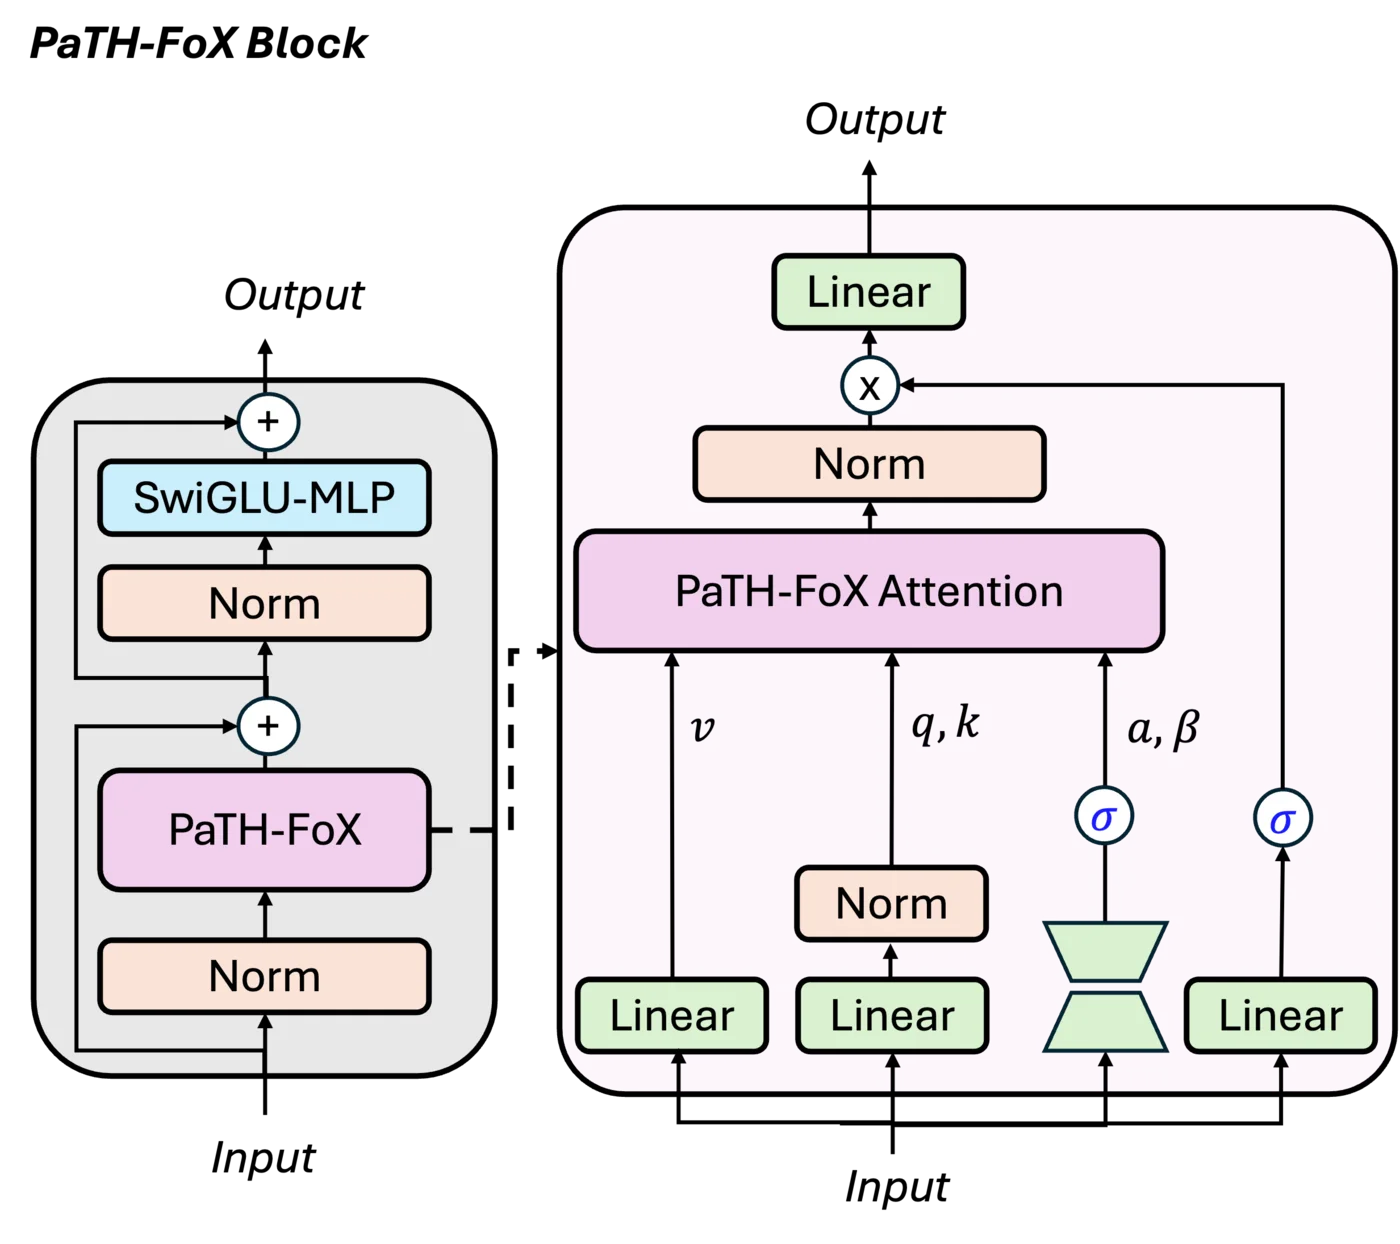 PaTH-FoX Block
Output
+
SwiGLU-MLP
Norm
+
PaTH-FoX
Norm
Input
Output
Linear
x
Norm
PaTH-FoX Attention
v
q, k
a, β
σ
σ
Norm
Linear
Linear
Linear
Input